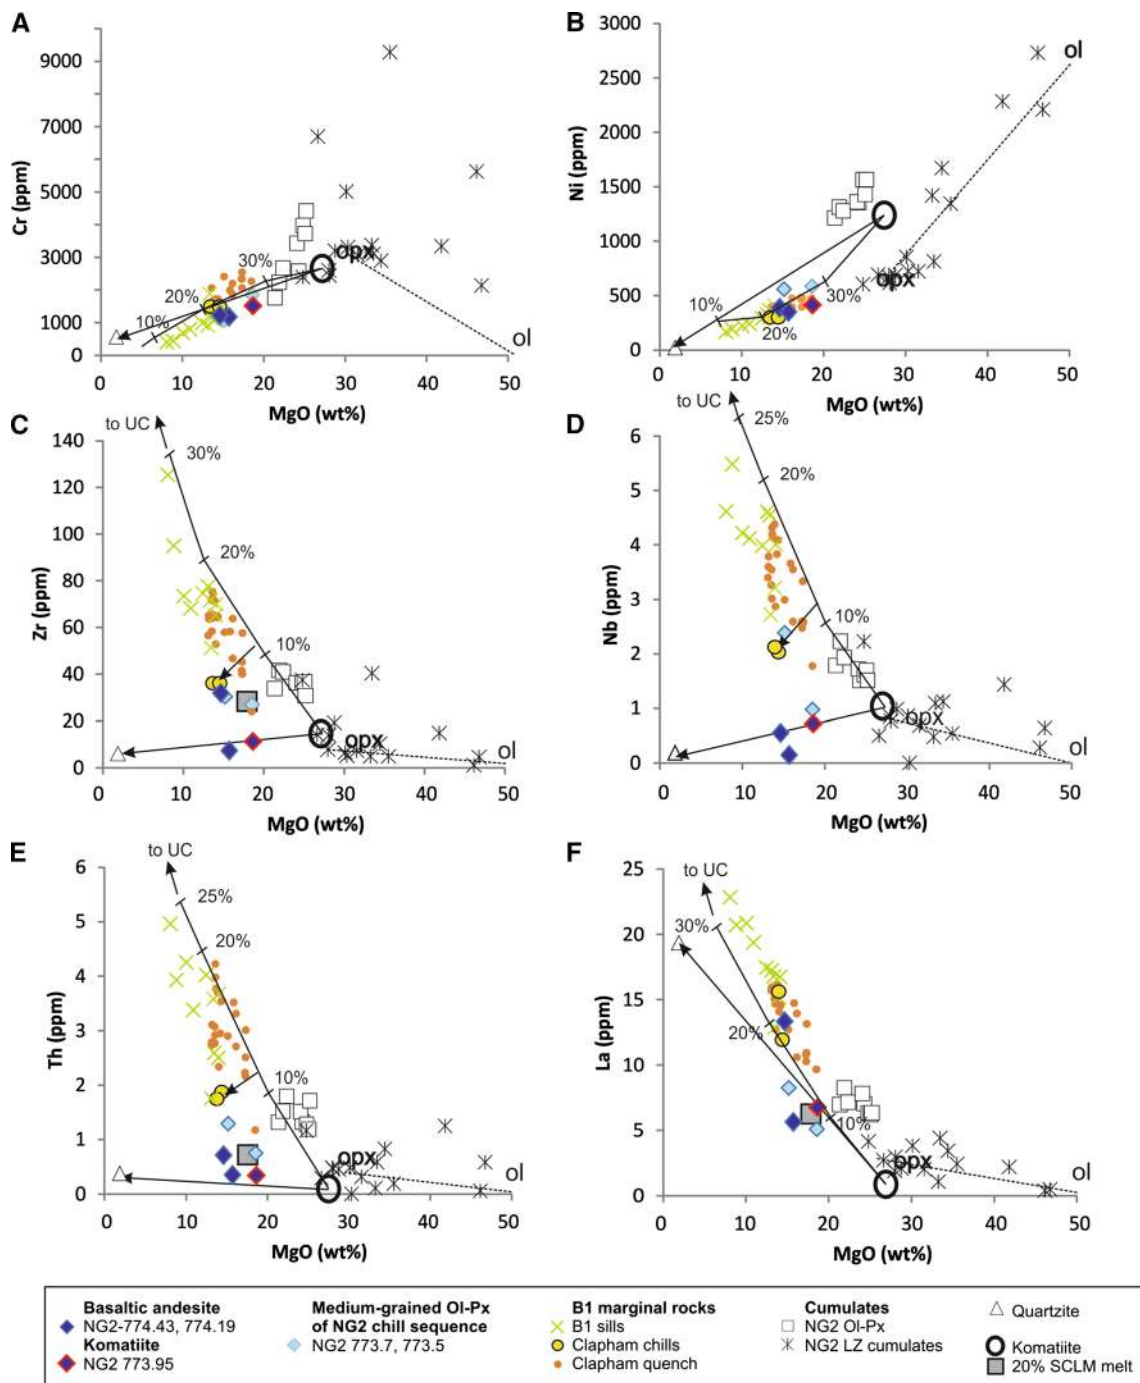 A
Cr (ppm)
9000
7000
5000
3000
1000
0
10%
20%
30%
opx
ol
0 10 20 30 40 50
MgO (wt%)
B
Ni (ppm)
3000
2500
2000
1500
1000
500
0
10%
20%
30%
opx
ol
0 10 20 30 40 50
MgO (wt%)
C
to UC
Zr (ppm)
140
120
100
80
60
40
20
0
30%
20%
10%
opx
ol
0 10 20 30 40 50
MgO (wt%)
D
to UC
Nb (ppm)
6
5
4
3
2
1
0
25%
20%
10%
opx
ol
0 10 20 30 40 50
MgO (wt%)
E
to UC
Th (ppm)
6
5
4
3
2
1
0
25%
20%
10%
opx
ol
0 10 20 30 40 50
MgO (wt%)
F
to UC
La (ppm)
25
20
15
10
5
0
30%
20%
10%
opx
ol
0 10 20 30 40 50
MgO (wt%)
Basaltic andesite
NG2-774.43, 774.19
Komatiite
NG2 773.95
Medium-grained Ol-Px
of NG2 chill sequence
NG2 773.7, 773.5
B1 marginal rocks
B1 sills
Clapham chills
Clapham quench
Cumulates
NG2 Ol-Px
NG2 LZ cumulates
Quartzite
Komatiite
20% SCLM melt